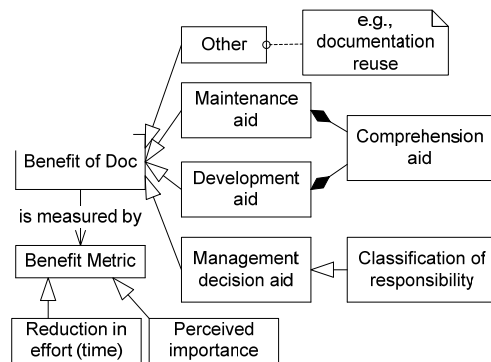 Other
e.g.,
documentation
reuse
Maintenance
aid
Comprehension
aid
Benefit of Doc
Development
aid
is measured by
Management
decision aid
Classification of
responsibility
Benefit Metric
Reduction in
effort (time)
Perceived
importance